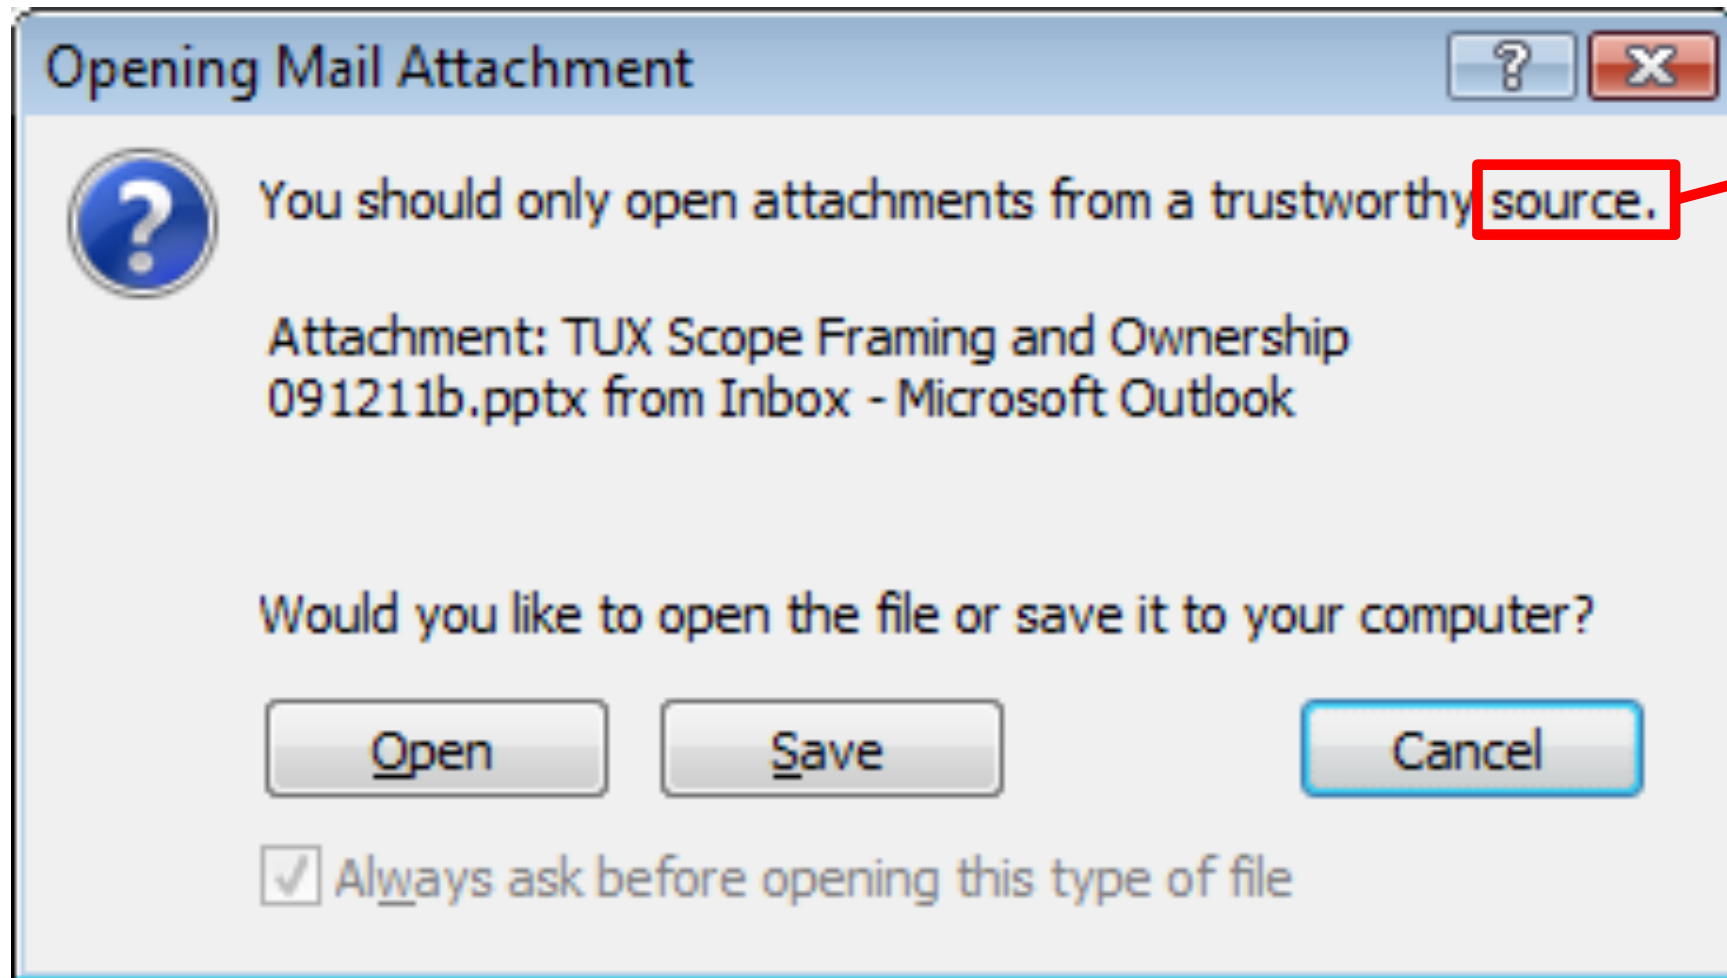 Opening Mail Attachment
You should only open attachments from a trustworthy source.
Attachment: TUX Scope Framing and Ownership
091211b.pptx from Inbox - Microsoft Outlook
Would you like to open the file or save it to your computer?
Open Save Cancel
Always ask before opening this type of file